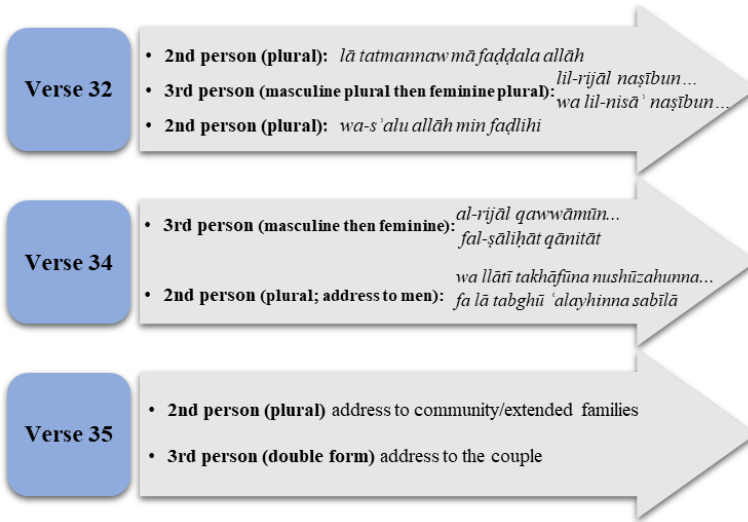 Verse 32
• 2nd person (plural): lā tatmannaw mā faḍḍala allāh
• 3rd person (masculine plural then feminine plural): lil-rijāl naṣībun…
wa lil-nisāʾ naṣībun…
• 2nd person (plural): wa-sʾalu allāh min faḍlihi
Verse 34
• 3rd person (masculine then feminine): al-rijāl qawwāmūn…
fal-ṣāliḥāt qānitāt
• 2nd person (plural; address to men): wa llātī takhāfūna nushūzahunna…
fa lā tabghū ʿalayhinna sabīlā
Verse 35
• 2nd person (plural) address to community/extended families
• 3rd person (double form) address to the couple